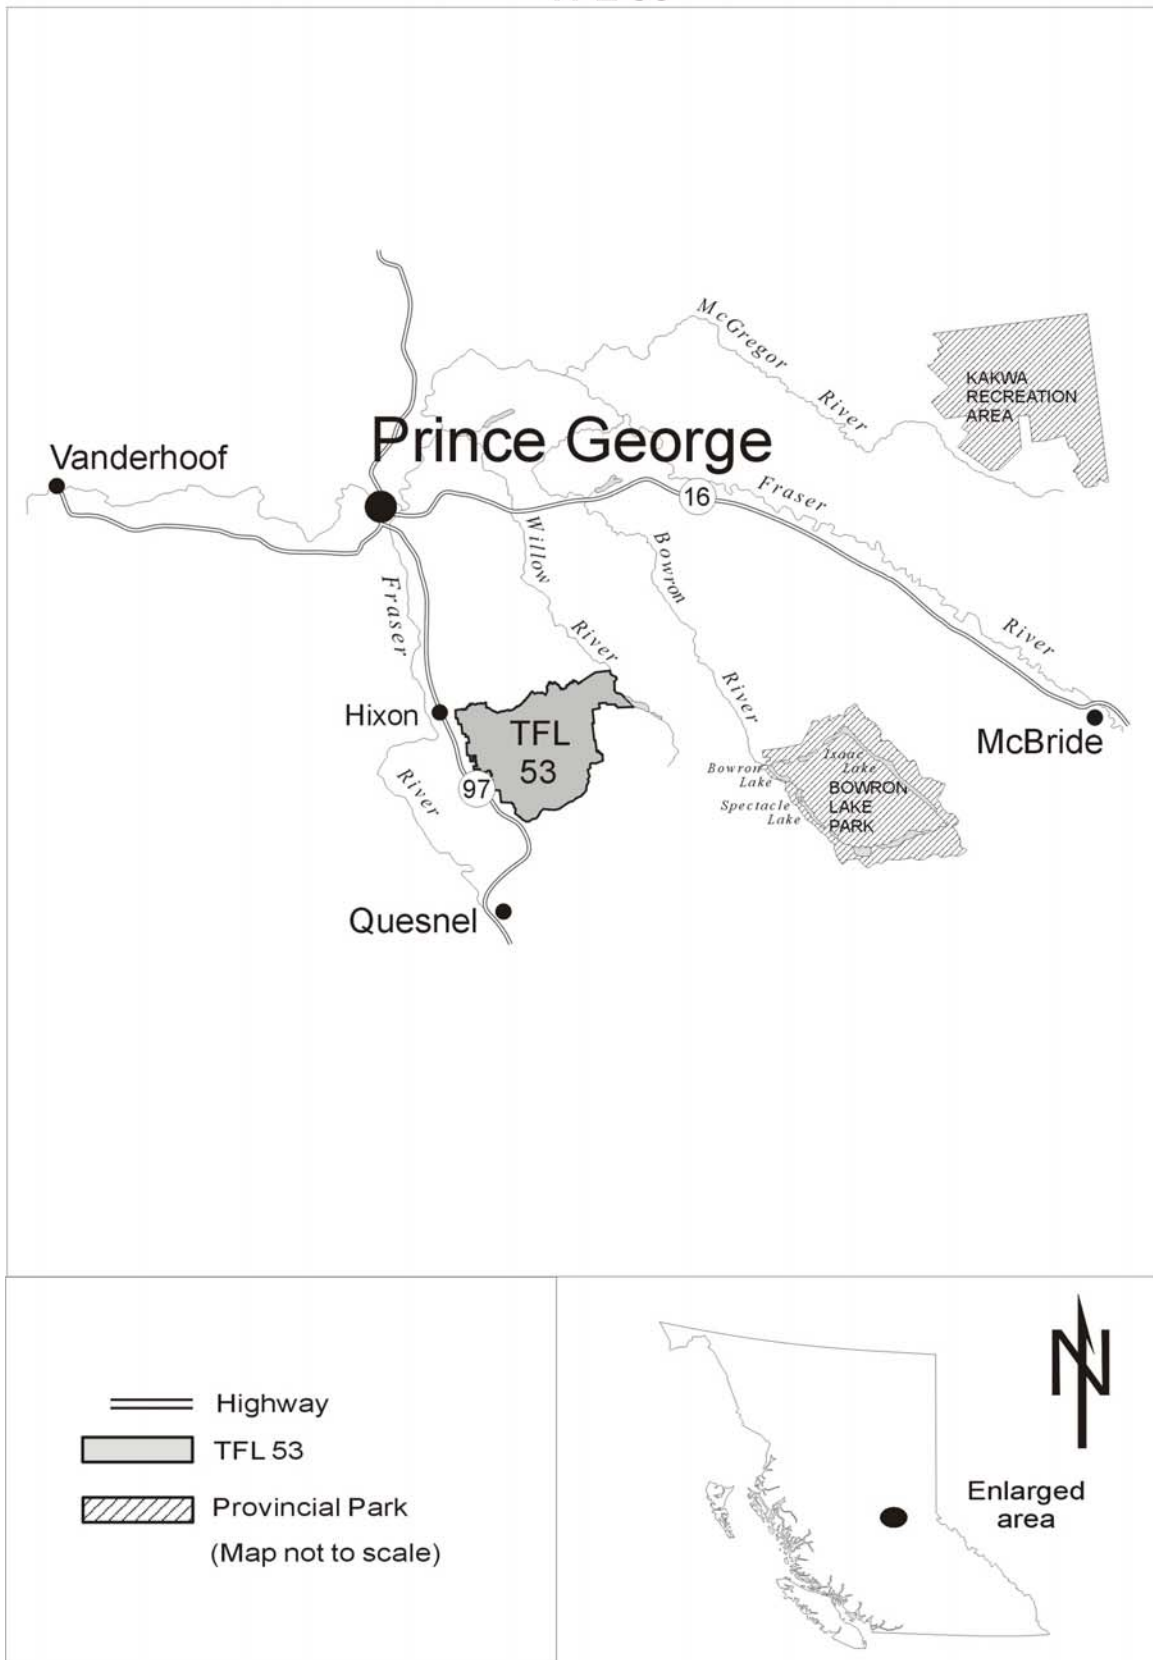 McGregor
River
KAKWA
RECREATION
AREA
Prince George
Vanderhoof
16
Fraser
River
Willow
River
Bowron
River
Fraser
River
Hixon
TFL
53
97
McBride
Isaac
Lake
Bowron
Lake
BOWRON
LAKE
PARK
Spectacle
Lake
Quesnel
Highway
TFL 53
Provincial Park
(Map not to scale)
N
Enlarged
area